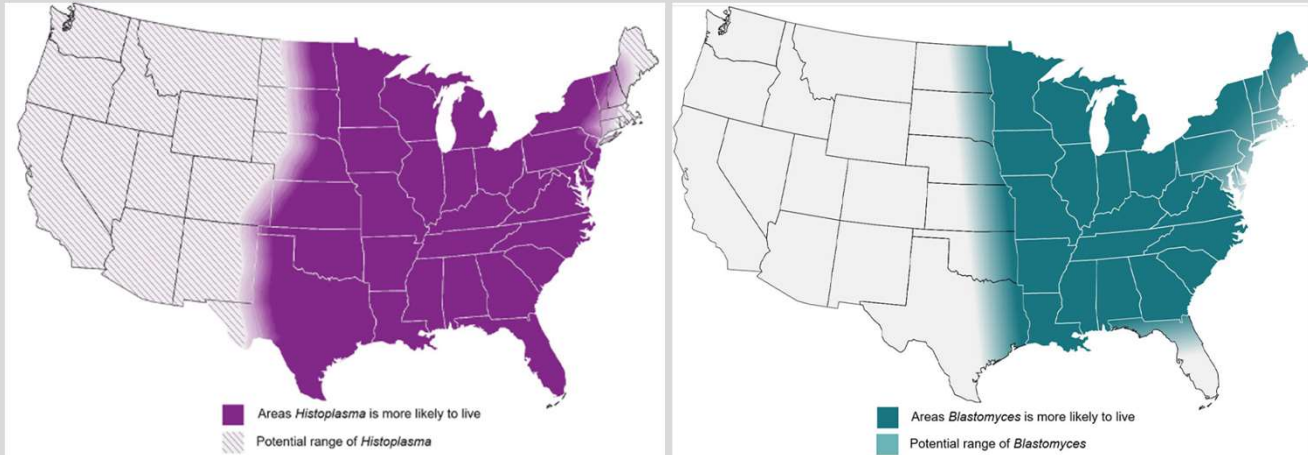 Areas Histoplasma is more likely to live
Potential range of Histoplasma
Areas Blastomyces is more likely to live
Potential range of Blastomyces